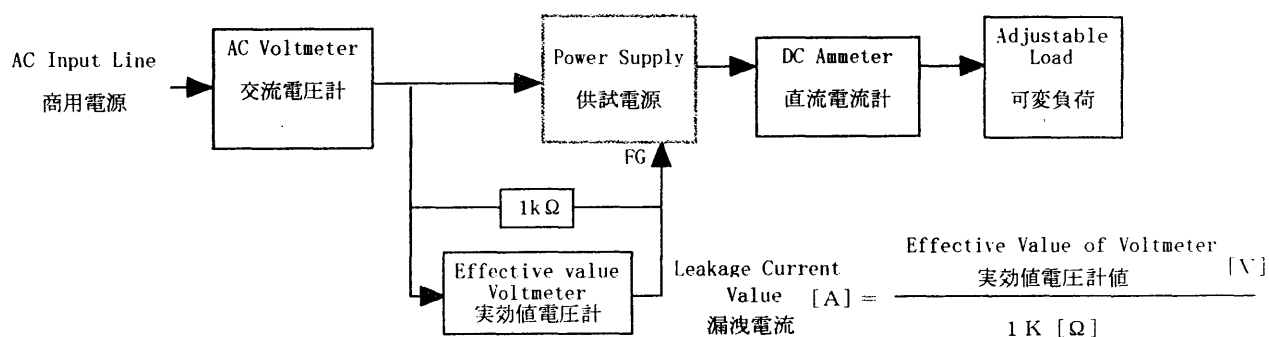 AC Input Line
商用電源
AC Voltmeter
交流電圧計
Power Supply
供試電源
DC Ammeter
直流電流計
Adjustable
Load
可変負荷
FG
1kΩ
Effective value
Voltmeter
実効値電圧計
Leakage Current
Value [A] =
漏洩電流
Effective Value of Voltmeter
実効値電圧計値 [V]
1 K [Ω]